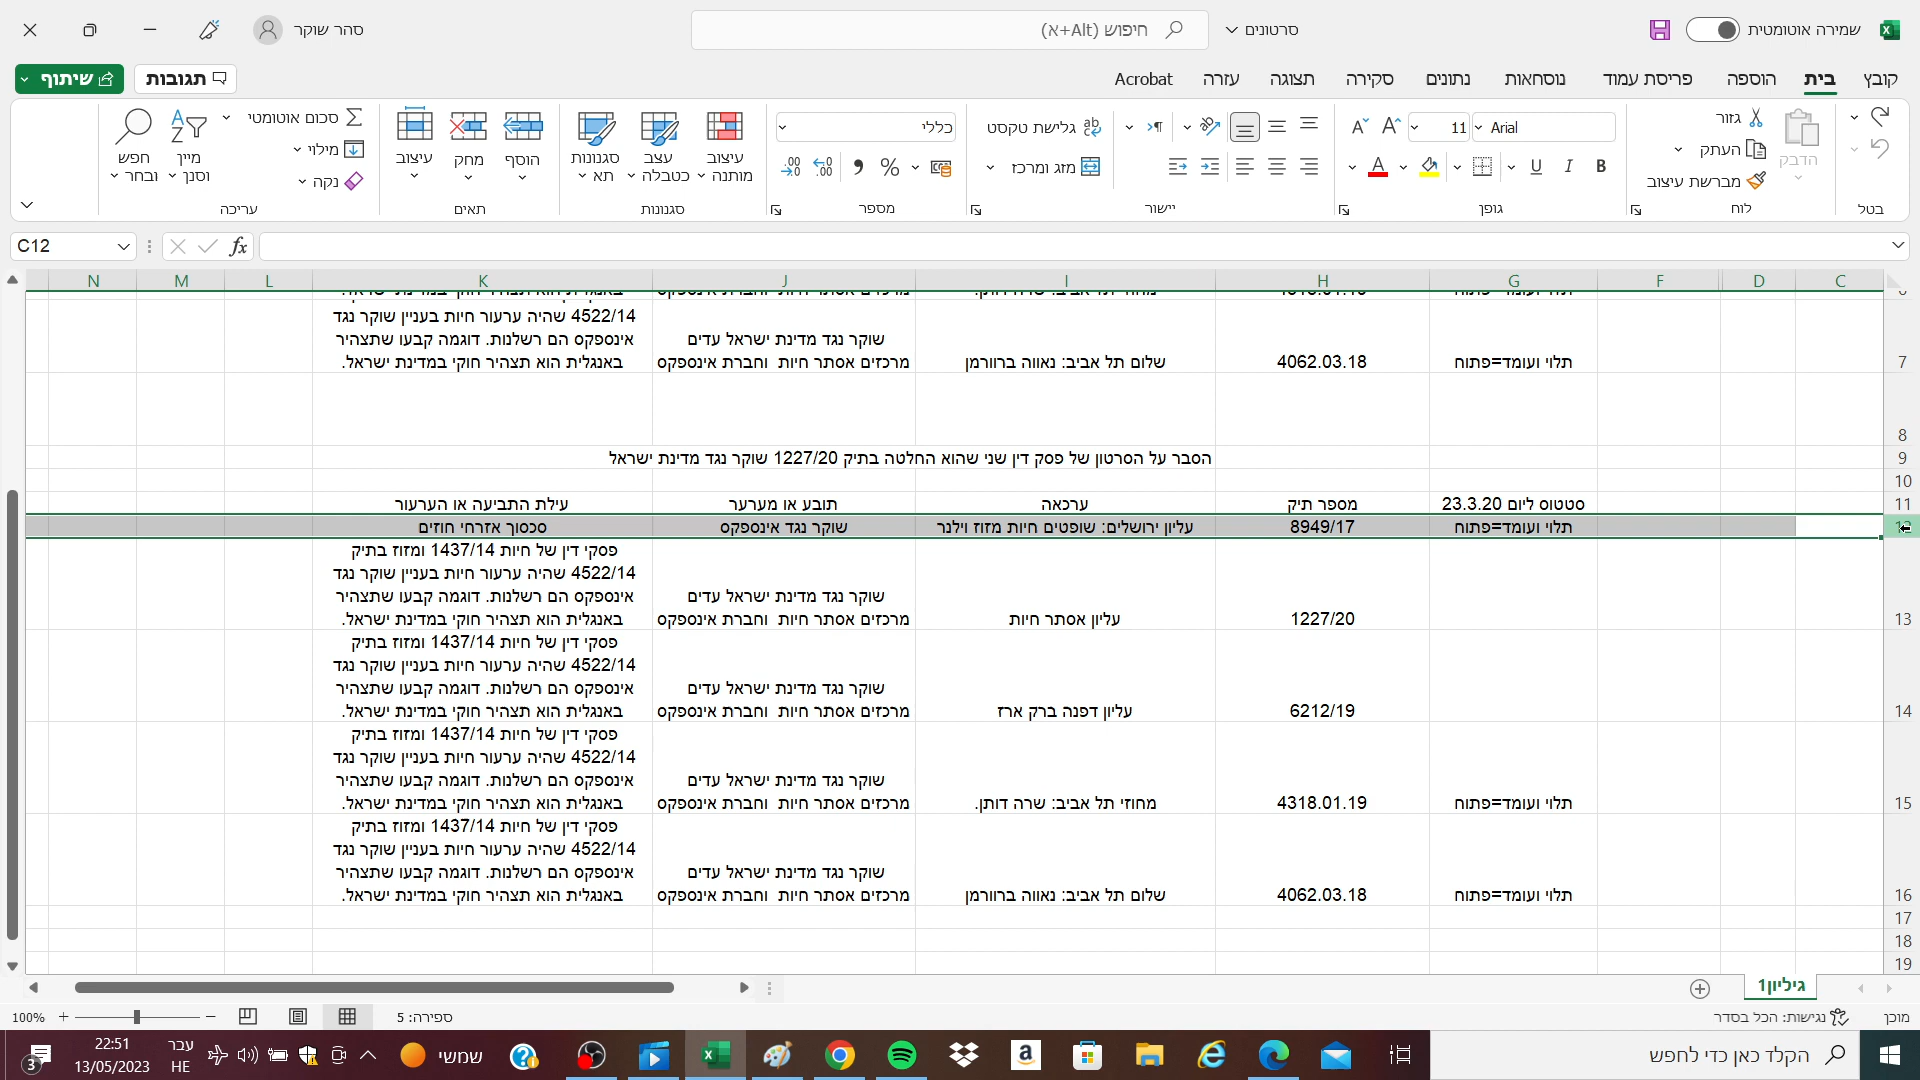 שמירה אוטומטית
סרטונים
חיפוש (Alt+א)
סהר שוקר
קובץ בית הוספה פריסת עמוד נוסחאות נתונים סקירה תצוגה עזרה Acrobat
תגובות
שיתוף
גזור
העתק
מברשת עיצוב
הדבק
Arial 11
B I U
גלישת טקסט
מזג ומרכז
כללי
עיצוב מותנה
עצב כטבלה
סגנונות תא
הוסף
מחק
עיצוב
סכום אוטומטי
מילוי
נקה
מיין וסנן
חפש ובחר
בטל לוח גופן יישור מספר סגנונות תאים עריכה
C12
fx
C D F G H I J K L M N
4522/14 שהיה ערעור חיות בעניין שוקר נגד
אינספקס הם רשלנות. דוגמה קבעו שתצהיר
באנגלית הוא תצהיר חוקי במדינת ישראל.
שוקר נגד מדינת ישראל עדים
מרכזים אסתר חיות וחברת אינספקס
7 תלוי ועומד=פתוח 4062.03.18 שלום תל אביב: נאווה ברוורמן
8
9 הסבר על הסרטון של פסק דין שני שהוא החלטה בתיק 1227/20 שוקר נגד מדינת ישראל
10
11 סטטוס ליום 23.3.20 מספר תיק ערכאה תובע או מערער עילת התביעה או הערעור
12 תלוי ועומד=פתוח 8949/17 עליון ירושלים: שופטים חיות מזוז וילנר שוקר נגד אינספקס סכסוך אזרחי חוזים
פסקי דין של חיות 1437/14 ומזוז בתיק
4522/14 שהיה ערעור חיות בעניין שוקר נגד
אינספקס הם רשלנות. דוגמה קבעו שתצהיר
באנגלית הוא תצהיר חוקי במדינת ישראל.
שוקר נגד מדינת ישראל עדים
מרכזים אסתר חיות וחברת אינספקס
13 1227/20 עליון אסתר חיות
פסקי דין של חיות 1437/14 ומזוז בתיק
4522/14 שהיה ערעור חיות בעניין שוקר נגד
אינספקס הם רשלנות. דוגמה קבעו שתצהיר
באנגלית הוא תצהיר חוקי במדינת ישראל.
שוקר נגד מדינת ישראל עדים
מרכזים אסתר חיות וחברת אינספקס
14 6212/19 עליון דפנה ברק ארז
פסקי דין של חיות 1437/14 ומזוז בתיק
4522/14 שהיה ערעור חיות בעניין שוקר נגד
אינספקס הם רשלנות. דוגמה קבעו שתצהיר
באנגלית הוא תצהיר חוקי במדינת ישראל.
שוקר נגד מדינת ישראל עדים
מרכזים אסתר חיות וחברת אינספקס
15 תלוי ועומד=פתוח 4318.01.19 מחוזי תל אביב: שרה דותן.
פסקי דין של חיות 1437/14 ומזוז בתיק
4522/14 שהיה ערעור חיות בעניין שוקר נגד
אינספקס הם רשלנות. דוגמה קבעו שתצהיר
באנגלית הוא תצהיר חוקי במדינת ישראל.
שוקר נגד מדינת ישראל עדים
מרכזים אסתר חיות וחברת אינספקס
16 תלוי ועומד=פתוח 4062.03.18 שלום תל אביב: נאווה ברוורמן
17
18
19
גיליון1
מוכן
נגישות: הכל בסדר
ספירה: 5
100%
הקלד כאן כדי לחפש
שמשי
עבר
HE
22:51
13/05/2023
3